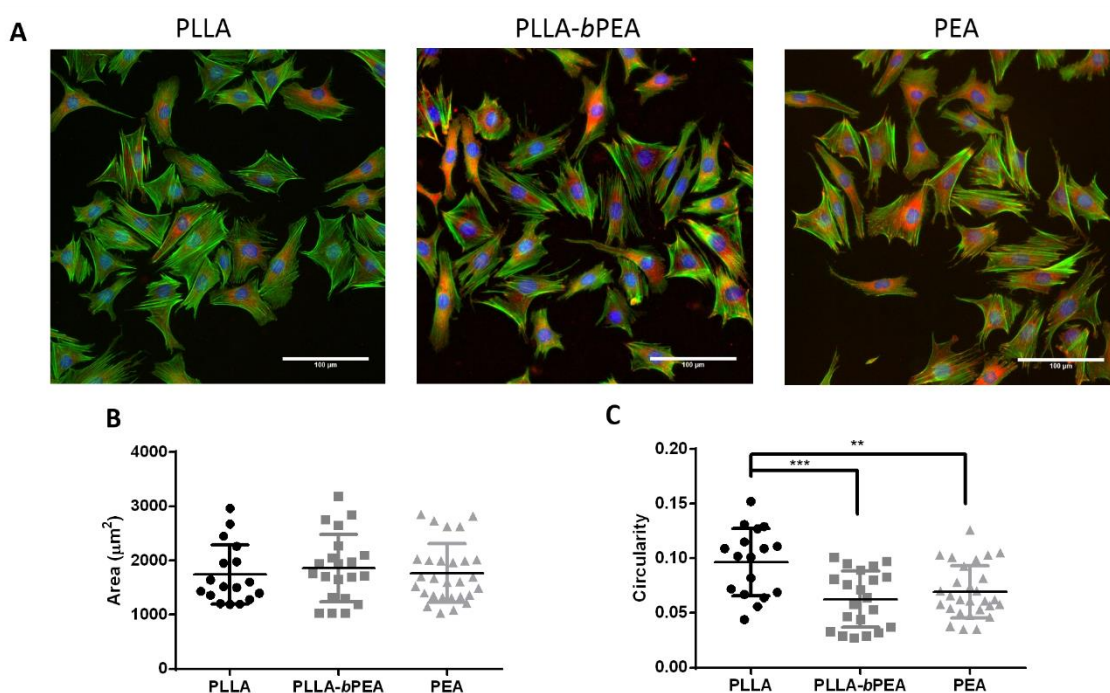 A
PLLA
PLLA-bPEA
PEA
100 µm
100 µm
100 µm
B
4000
3000
2000
1000
0
Area (µm²)
PLLA
PLLA-bPEA
PEA
C
0.20
0.15
0.10
0.05
0.00
Circularity
**
***
PLLA
PLLA-bPEA
PEA